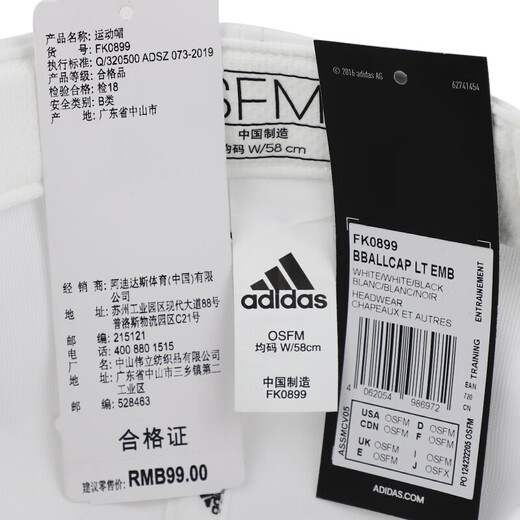 产品名称: 运动帽
货 号: FK0899
执行标准: Q/320500 ADSZ 073-2019
产品等级: 合格品
检验合格: 检18
安全类别: B类
产 地: 广东省中山市
经 销 商: 阿迪达斯体育(中国)有限
公司
地 址: 苏州工业园区现代大道88号
普洛斯物流园区C21号
邮 编: 215121
电 话: 400 880 1515
制 造 商: 中山伟立纺织品有限公司
地 址: 广东省中山市三乡镇第二
工业区
邮 编: 528463
合格证
建议零售价: RMB99.00
OSFM
中国制造
均码 W/58 cm
adidas
OSFM
均码 W/58cm
中国制造
FK0899
© 2016 adidas AG
62741454
FK0899
BBALLCAP LT EMB
WHITE/WHITE/BLACK
BLANC/BLANC/NOIR
HEADWEAR
CHAPEAUX ET AUTRES
4 062054 986972
ASSMCV05
USA OSFM D OSFM
CDN OSFM F OSFM
UK OSFM I OSFM
E OSFM J OSFX
ENTRAINEMENT
TRAINING
EAN
720
CN
PO 124232205 OSFM
ADIDAS.COM